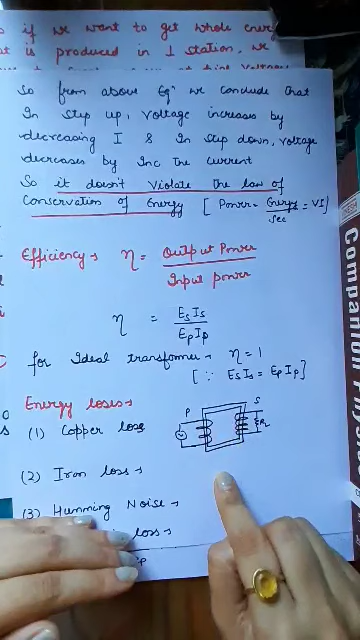 if we want to get whole
is produced in 1 station, we
So from above Eqn we conclude that
In step up, voltage increases by
decreasing I & In step down, voltage
decreases by Inc the current
So it doesn't violate the law of
Conservation of Energy [Power = Energy/sec = VI]
Efficiency → η = Output Power / Input power
η = EsIs / EpIp
for Ideal transformer → η = 1
[∵ EsIs = EpIp]
Energy loses →
(1) Copper loss
P S
RL
(2) Iron loss →
(3) Humming Noise →
loss →
Companion